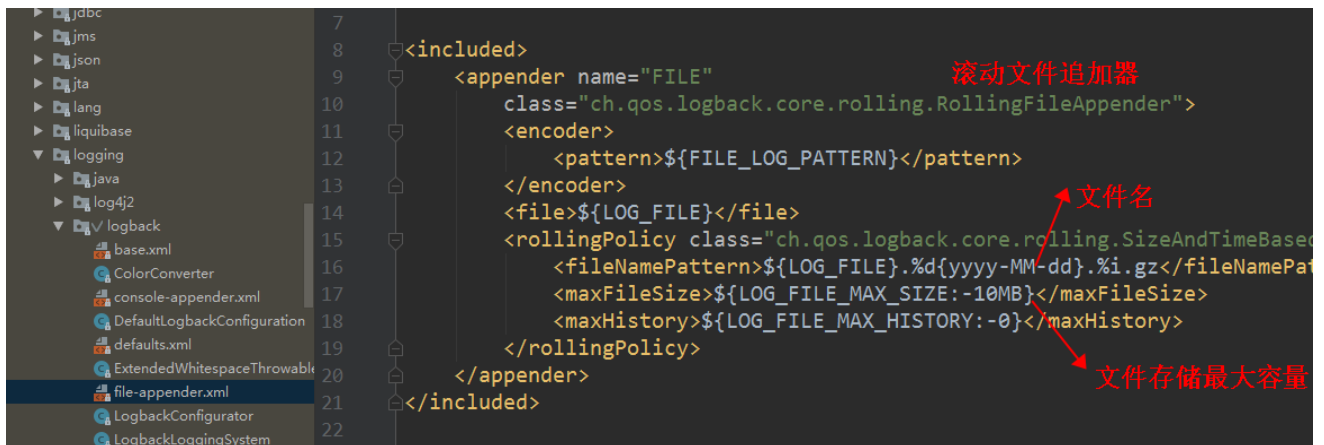 jdbc
jms
json
jta
lang
liquibase
logging
java
log4j2
logback
base.xml
ColorConverter
console-appender.xml
DefaultLogbackConfiguration
defaults.xml
ExtendedWhitespaceThrowable
file-appender.xml
LogbackConfigurator
LogbackLoggingSystem
7
8 <included>
9 <appender name="FILE" 滚动文件追加器
10 class="ch.qos.logback.core.rolling.RollingFileAppender">
11 <encoder>
12 <pattern>${FILE_LOG_PATTERN}</pattern>
13 </encoder> 文件名
14 <file>${LOG_FILE}</file>
15 <rollingPolicy class="ch.qos.logback.core.rolling.SizeAndTimeBased
16 <fileNamePattern>${LOG_FILE}.%d{yyyy-MM-dd}.%i.gz</fileNamePat
17 <maxFileSize>${LOG_FILE_MAX_SIZE:-10MB}</maxFileSize>
18 <maxHistory>${LOG_FILE_MAX_HISTORY:-0}</maxHistory>
19 </rollingPolicy>
20 </appender> 文件存储最大容量
21 </included>
22